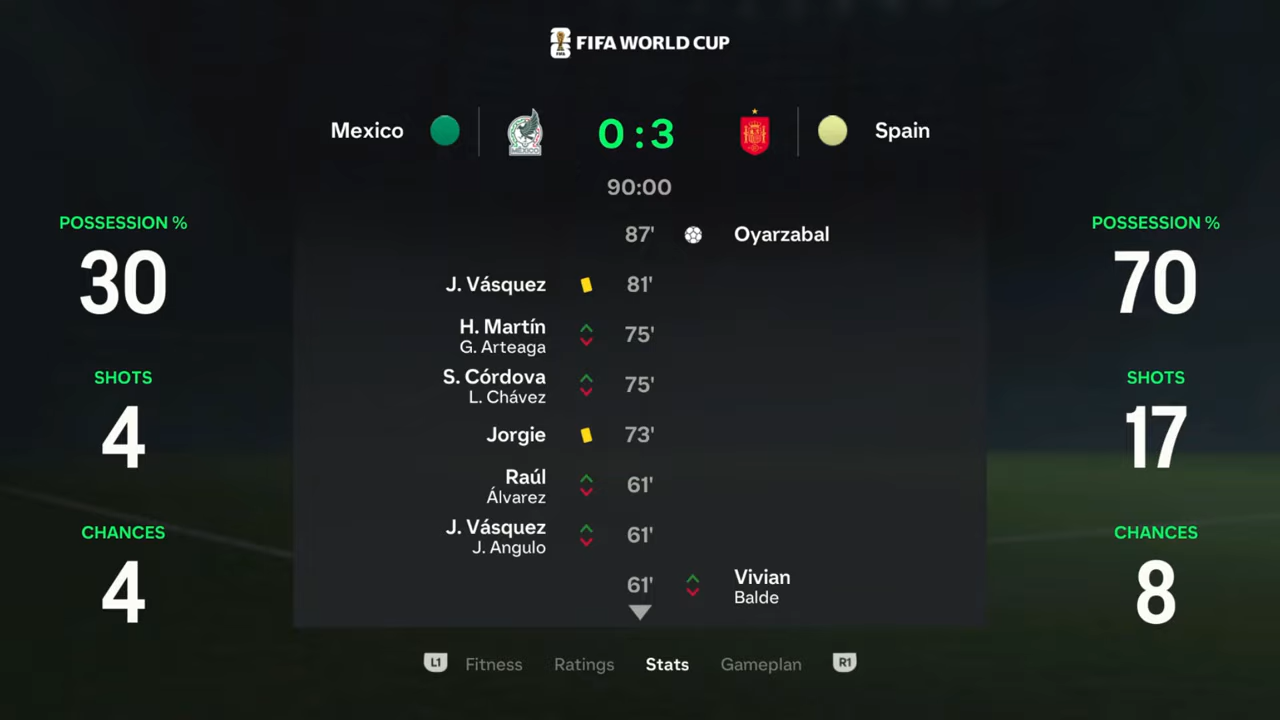 FIFA WORLD CUP
Mexico 0 : 3 Spain
90:00
POSSESSION %
30
SHOTS
4
CHANCES
4
87' Oyarzabal
J. Vásquez 81'
H. Martín 75'
G. Arteaga
S. Córdova 75'
L. Chávez
Jorgie 73'
Raúl 61'
Álvarez
J. Vásquez 61'
J. Angulo
61' Vivian
Balde
POSSESSION %
70
SHOTS
17
CHANCES
8
L1 Fitness Ratings Stats Gameplan R1